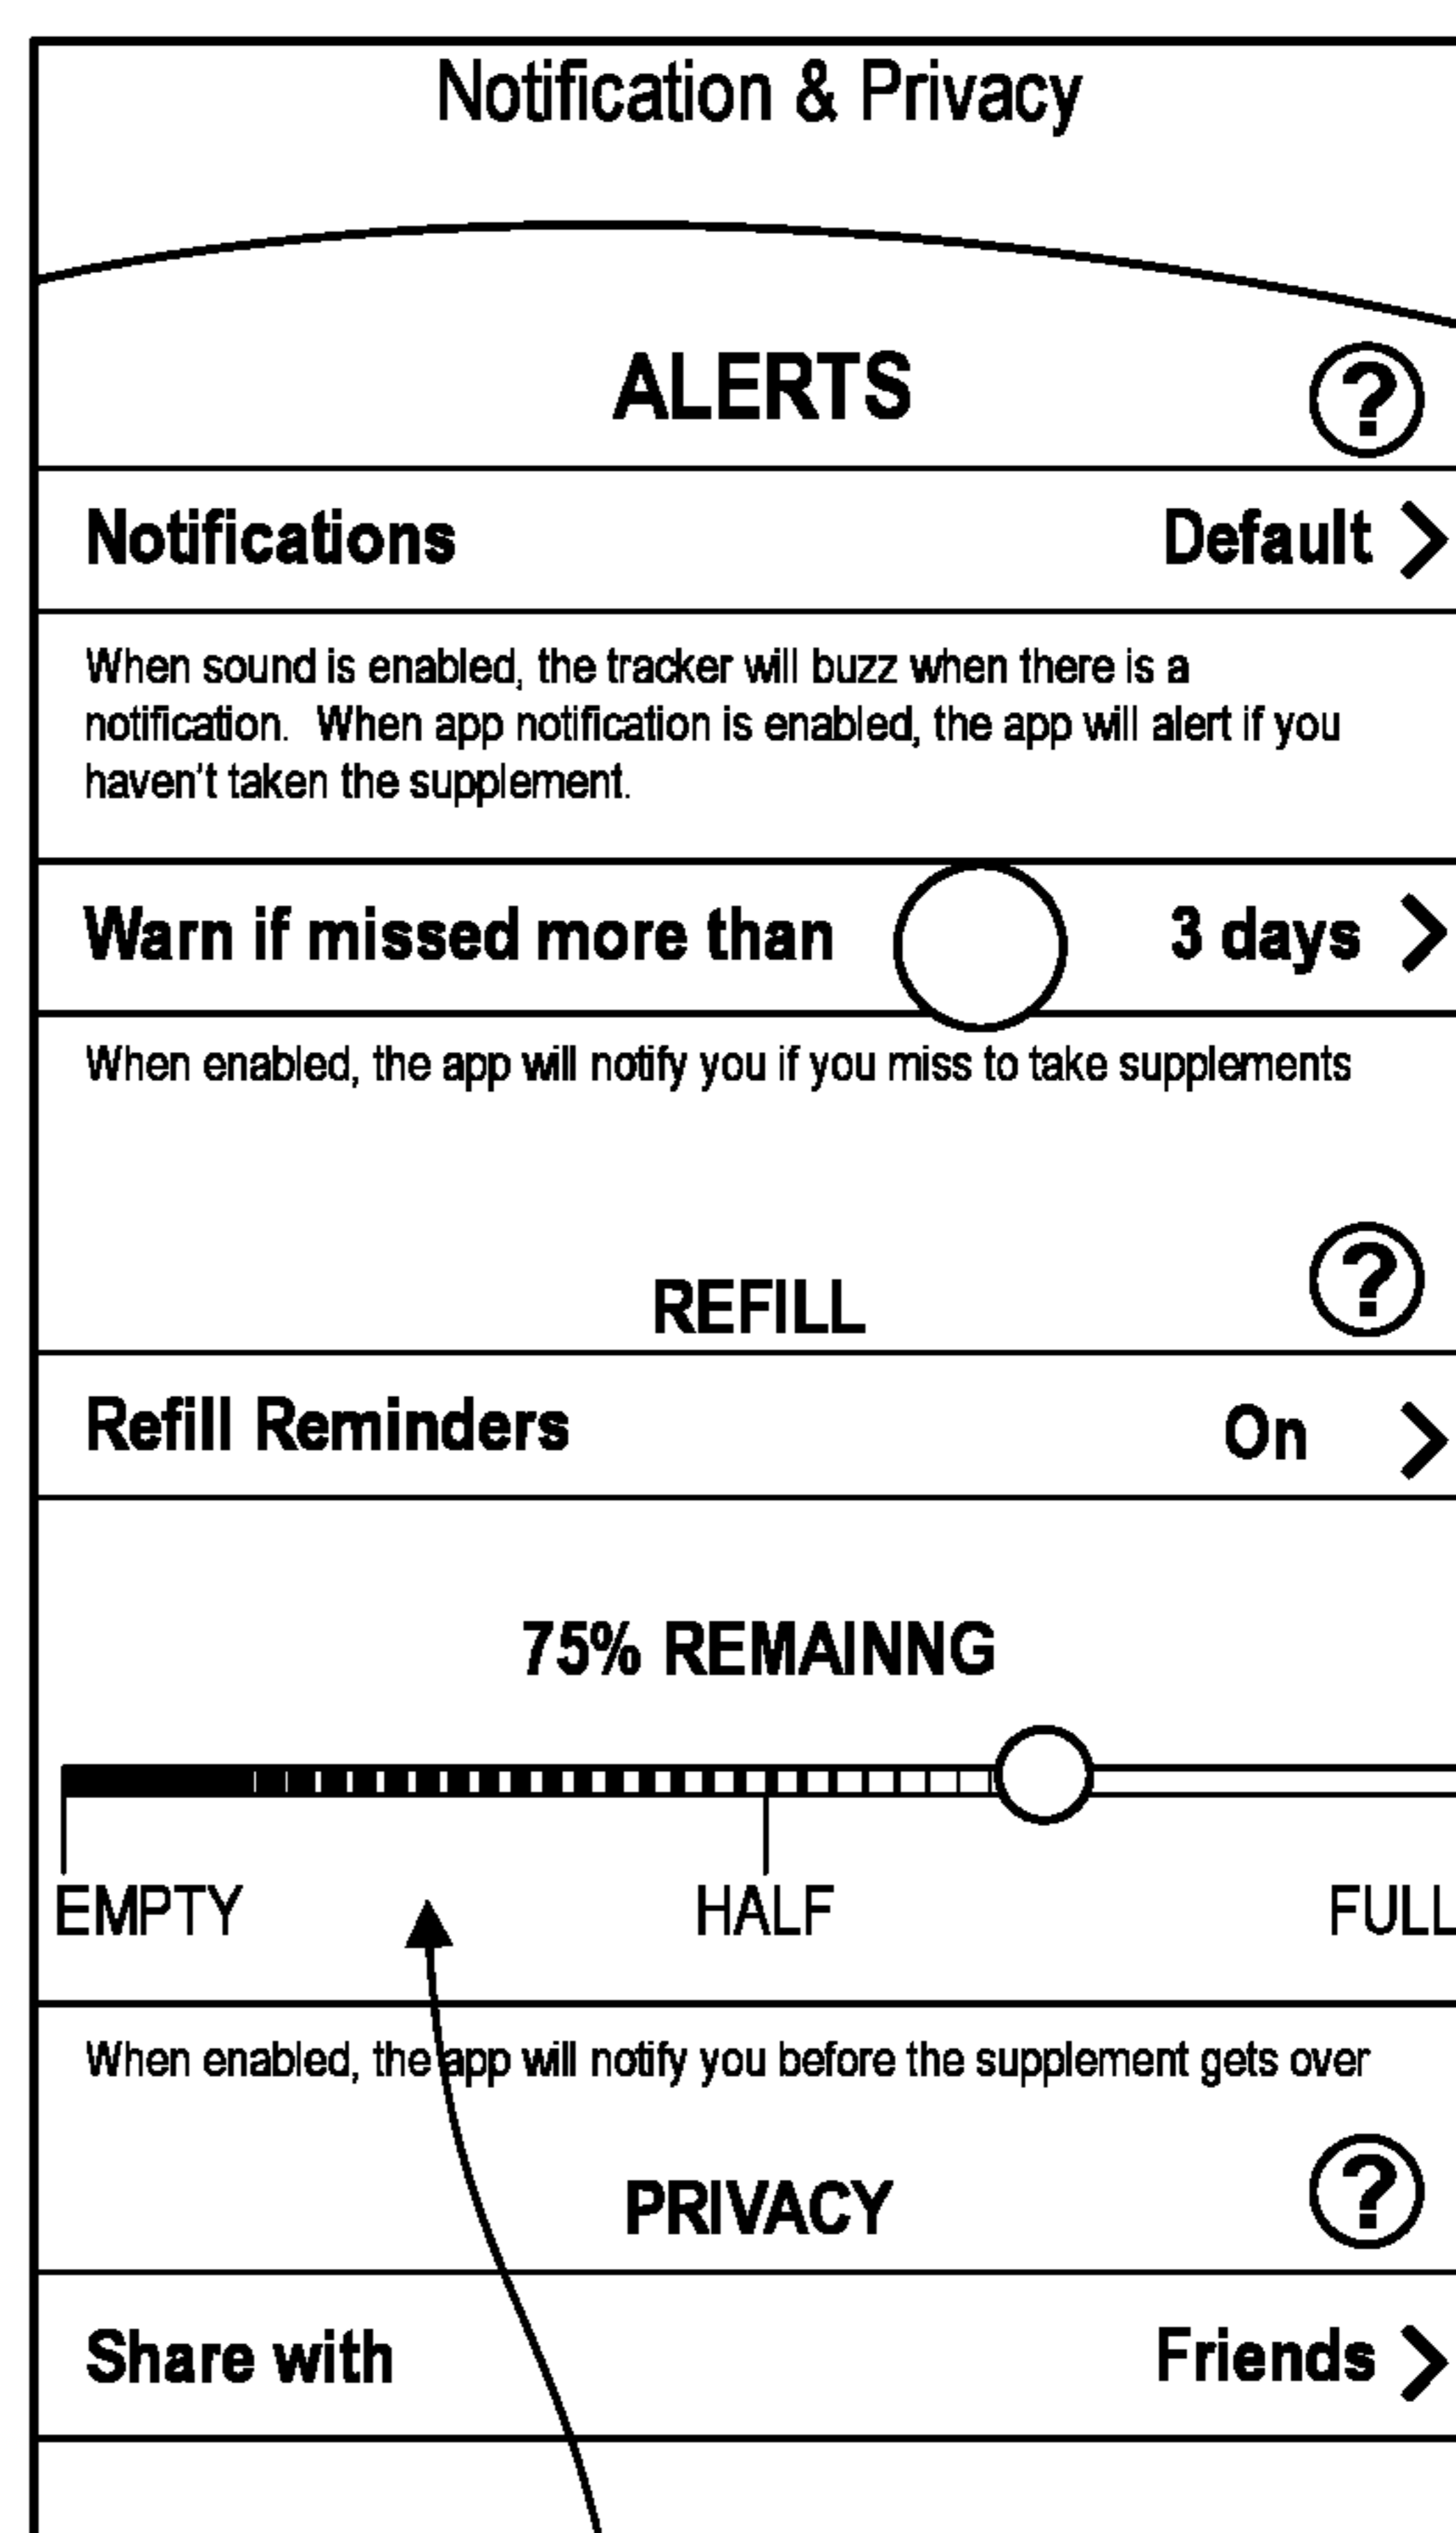 Notification & Privacy
ALERTS ?
Notifications Default >
When sound is enabled, the tracker will buzz when there is a
notification. When app notification is enabled, the app will alert if you
haven't taken the supplement.
Warn if missed more than 3 days >
When enabled, the app will notify you if you miss to take supplements
REFILL ?
Refill Reminders On >
75% REMAINNG
EMPTY HALF FULL
When enabled, the app will notify you before the supplement gets over
PRIVACY ?
Share with Friends >